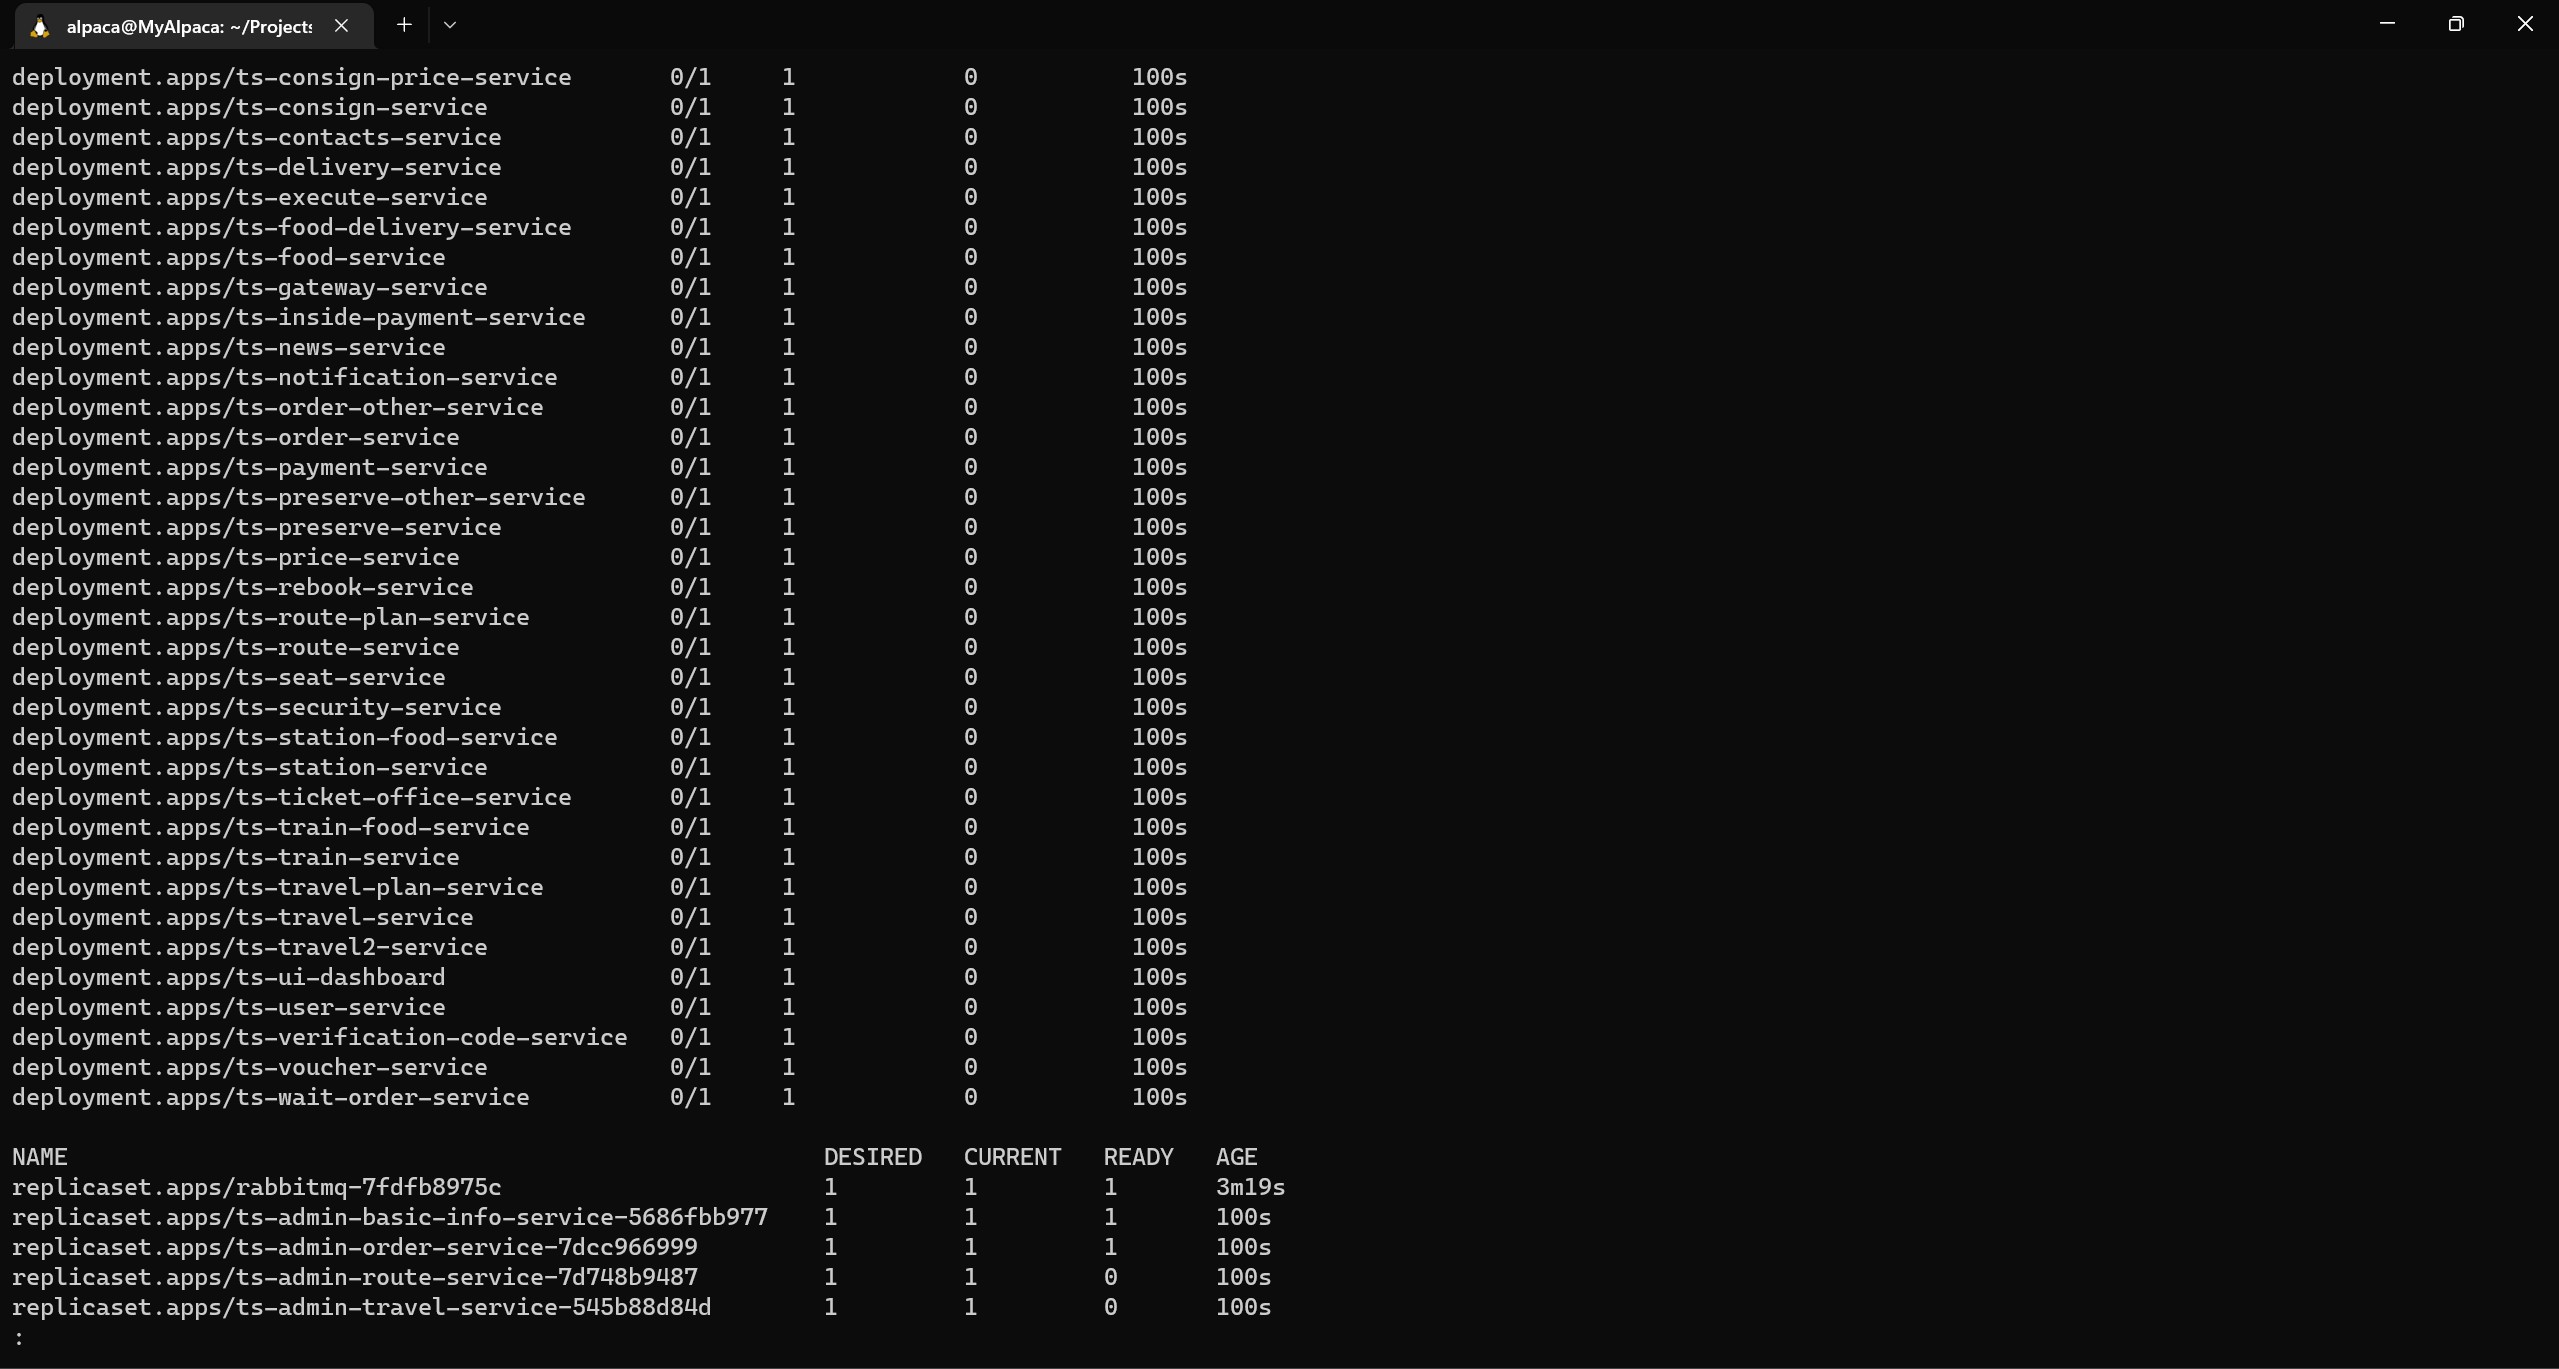 alpaca@MyAlpaca: ~/Projects
deployment.apps/ts-consign-price-service 0/1 1 0 100s
deployment.apps/ts-consign-service 0/1 1 0 100s
deployment.apps/ts-contacts-service 0/1 1 0 100s
deployment.apps/ts-delivery-service 0/1 1 0 100s
deployment.apps/ts-execute-service 0/1 1 0 100s
deployment.apps/ts-food-delivery-service 0/1 1 0 100s
deployment.apps/ts-food-service 0/1 1 0 100s
deployment.apps/ts-gateway-service 0/1 1 0 100s
deployment.apps/ts-inside-payment-service 0/1 1 0 100s
deployment.apps/ts-news-service 0/1 1 0 100s
deployment.apps/ts-notification-service 0/1 1 0 100s
deployment.apps/ts-order-other-service 0/1 1 0 100s
deployment.apps/ts-order-service 0/1 1 0 100s
deployment.apps/ts-payment-service 0/1 1 0 100s
deployment.apps/ts-preserve-other-service 0/1 1 0 100s
deployment.apps/ts-preserve-service 0/1 1 0 100s
deployment.apps/ts-price-service 0/1 1 0 100s
deployment.apps/ts-rebook-service 0/1 1 0 100s
deployment.apps/ts-route-plan-service 0/1 1 0 100s
deployment.apps/ts-route-service 0/1 1 0 100s
deployment.apps/ts-seat-service 0/1 1 0 100s
deployment.apps/ts-security-service 0/1 1 0 100s
deployment.apps/ts-station-food-service 0/1 1 0 100s
deployment.apps/ts-station-service 0/1 1 0 100s
deployment.apps/ts-ticket-office-service 0/1 1 0 100s
deployment.apps/ts-train-food-service 0/1 1 0 100s
deployment.apps/ts-train-service 0/1 1 0 100s
deployment.apps/ts-travel-plan-service 0/1 1 0 100s
deployment.apps/ts-travel-service 0/1 1 0 100s
deployment.apps/ts-travel2-service 0/1 1 0 100s
deployment.apps/ts-ui-dashboard 0/1 1 0 100s
deployment.apps/ts-user-service 0/1 1 0 100s
deployment.apps/ts-verification-code-service 0/1 1 0 100s
deployment.apps/ts-voucher-service 0/1 1 0 100s
deployment.apps/ts-wait-order-service 0/1 1 0 100s
NAME DESIRED CURRENT READY AGE
replicaset.apps/rabbitmq-7fdfb8975c 1 1 1 3m19s
replicaset.apps/ts-admin-basic-info-service-5686fbb977 1 1 1 100s
replicaset.apps/ts-admin-order-service-7dcc966999 1 1 1 100s
replicaset.apps/ts-admin-route-service-7d748b9487 1 1 0 100s
replicaset.apps/ts-admin-travel-service-545b88d84d 1 1 0 100s
: